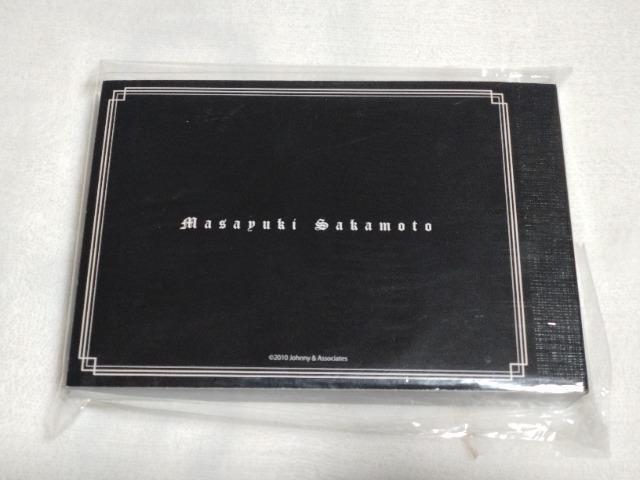 Masayuki Sakamoto
©2010 Johnny & Associates